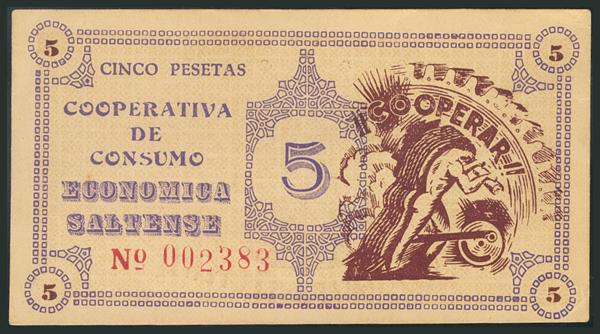 5
5
CINCO PESETAS
COOPERATIVA
DE
CONSUMO
ECONOMICA
SALTENSE
Nº 002383
5
¡¡COOPERAR!!
5
5